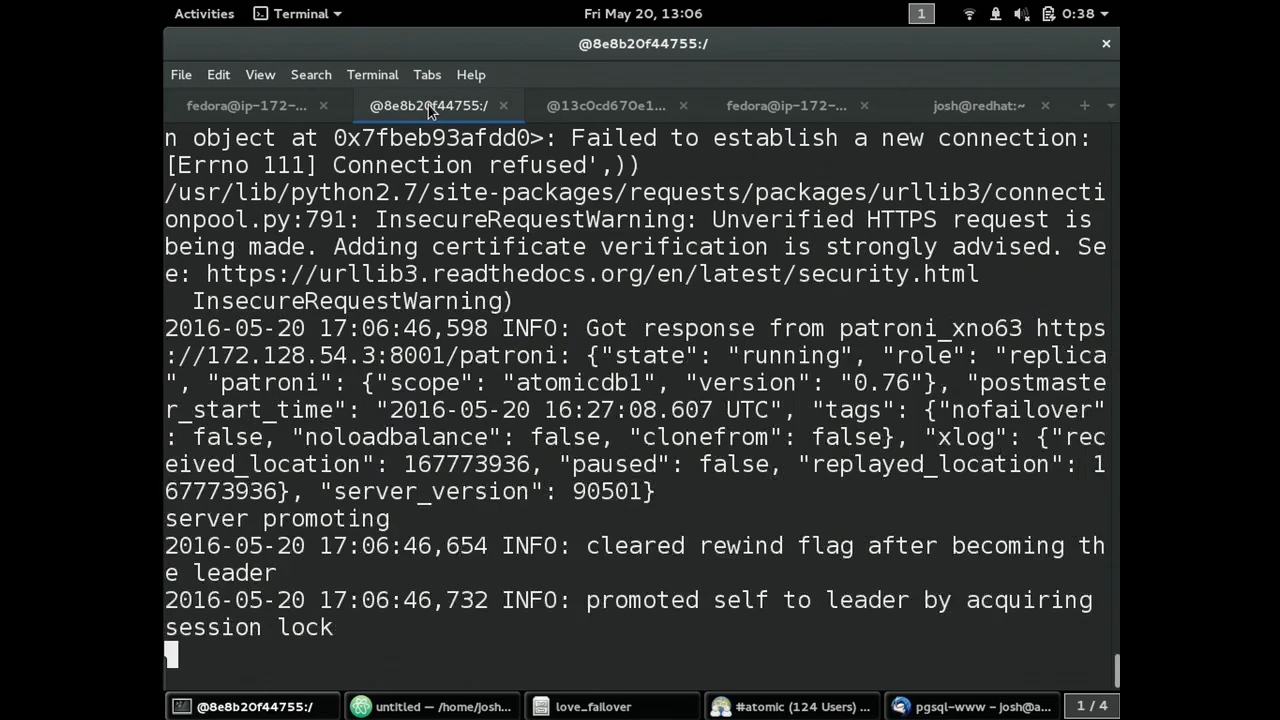 Activities Terminal Fri May 20, 13:06 1 0:38
@8e8b20f44755:/
File Edit View Search Terminal Tabs Help
fedora@ip-172-... @8e8b20f44755:/ @13c0cd670e1... fedora@ip-172-... josh@redhat:~
n object at 0x7fbeb93afdd0>: Failed to establish a new connection:
[Errno 111] Connection refused',))
/usr/lib/python2.7/site-packages/requests/packages/urllib3/connecti
onpool.py:791: InsecureRequestWarning: Unverified HTTPS request is
being made. Adding certificate verification is strongly advised. Se
e: https://urllib3.readthedocs.org/en/latest/security.html
InsecureRequestWarning)
2016-05-20 17:06:46,598 INFO: Got response from patroni_xno63 https
://172.128.54.3:8001/patroni: {"state": "running", "role": "replica
", "patroni": {"scope": "atomicdb1", "version": "0.76"}, "postmaste
r_start_time": "2016-05-20 16:27:08.607 UTC", "tags": {"nofailover"
: false, "noloadbalance": false, "clonefrom": false}, "xlog": {"rec
eived_location": 167773936, "paused": false, "replayed_location": 1
67773936}, "server_version": 90501}
server promoting
2016-05-20 17:06:46,654 INFO: cleared rewind flag after becoming th
e leader
2016-05-20 17:06:46,732 INFO: promoted self to leader by acquiring
session lock
@8e8b20f44755:/ untitled — /home/josh... love_failover #atomic (124 Users) ... pgsql-www – josh@a... 1 / 4